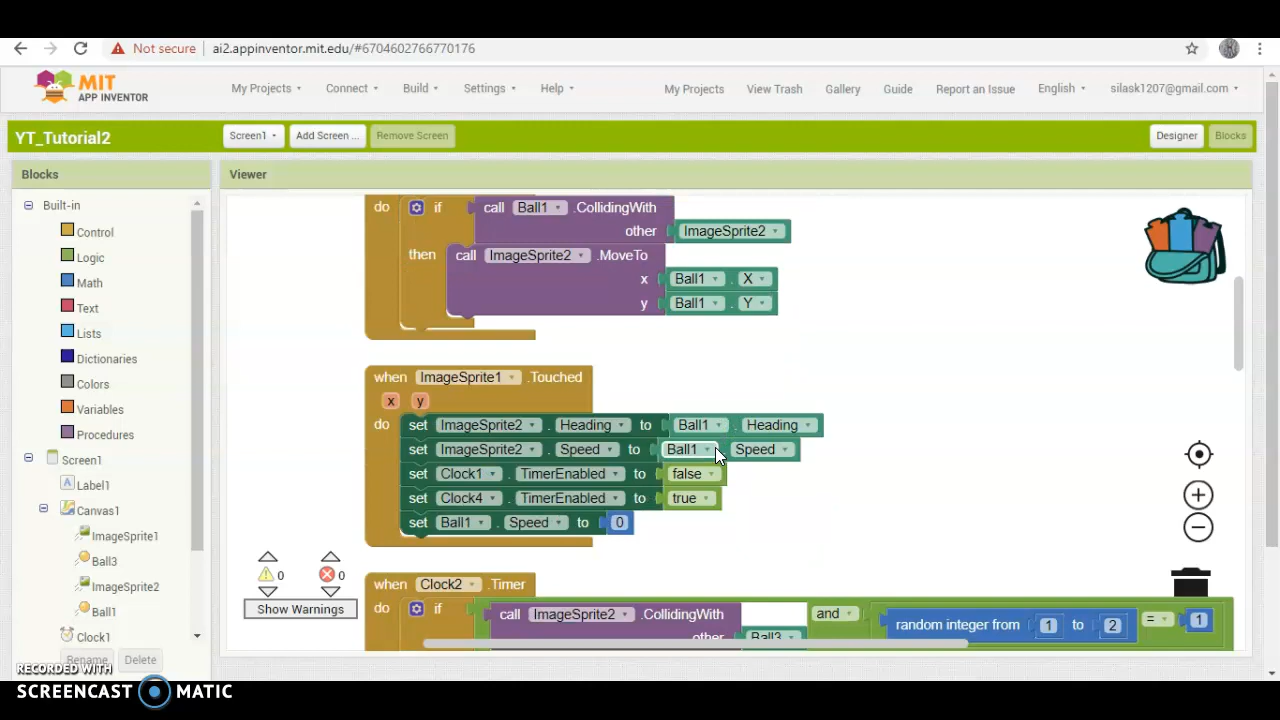 Not secure ai2.appinventor.mit.edu/#6704602766770176
MIT
APP INVENTOR
My Projects Connect Build Settings Help My Projects View Trash Gallery Guide Report an Issue English silask1207@gmail.com
YT_Tutorial2 Screen1 Add Screen ... Remove Screen Designer Blocks
Blocks
Built-in
Control
Logic
Math
Text
Lists
Dictionaries
Colors
Variables
Procedures
Screen1
Label1
Canvas1
ImageSprite1
Ball3
ImageSprite2
Ball1
Clock1
Rename Delete
Viewer
do if call Ball1 .CollidingWith
other ImageSprite2
then call ImageSprite2 .MoveTo
x Ball1 . X
y Ball1 . Y
when ImageSprite1 .Touched
x y
do set ImageSprite2 . Heading to Ball1 . Heading
set ImageSprite2 . Speed to Ball1 . Speed
set Clock1 . TimerEnabled to false
set Clock4 . TimerEnabled to true
set Ball1 . Speed to 0
when Clock2 .Timer
do if call ImageSprite2 .CollidingWith and random integer from 1 to 2 = 1
other Ball3
0 0
Show Warnings
RECORDED WITH
SCREENCAST MATIC